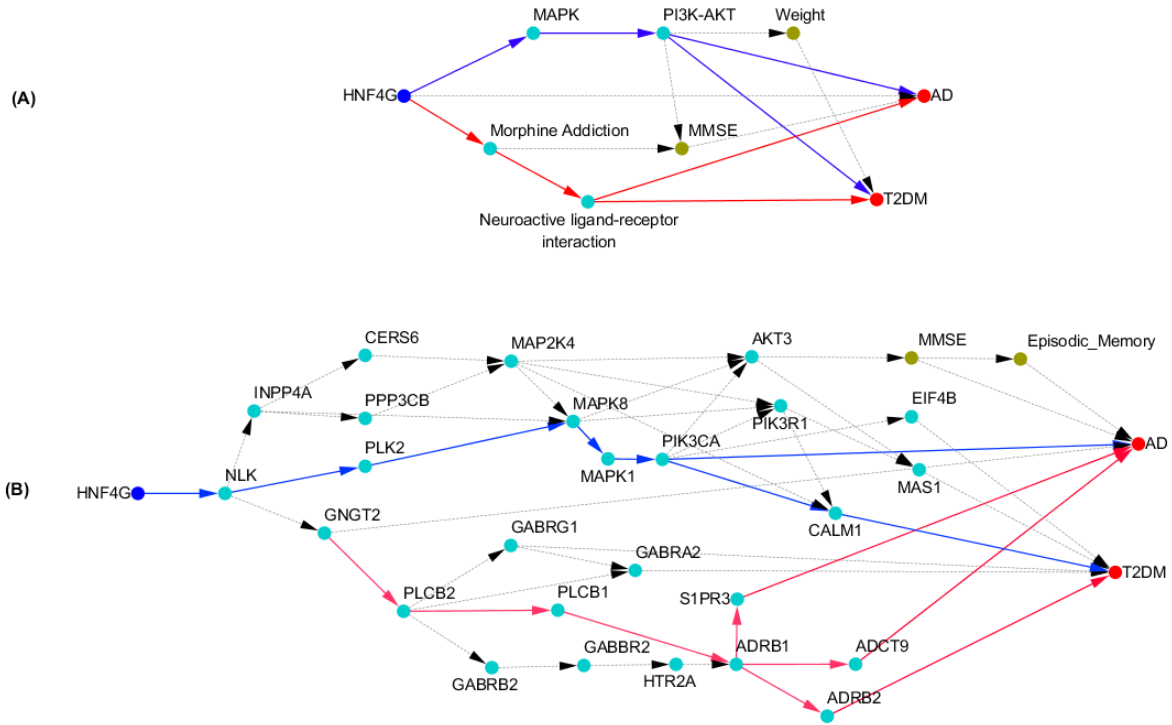 MAPK
PI3K-AKT
Weight
(A)
HNF4G
AD
Morphine Addiction
MMSE
T2DM
Neuroactive ligand-receptor
interaction
CERS6
MAP2K4
AKT3
MMSE
Episodic_Memory
INPP4A
PPP3CB
MAPK8
PIK3R1
EIF4B
PLK2
PIK3CA
AD
NLK
MAPK1
MAS1
(B)
HNF4G
GNGT2
CALM1
GABRG1
GABRA2
T2DM
PLCB2
PLCB1
S1PR3
GABRB2
GABBR2
HTR2A
ADRB1
ADCT9
ADRB2